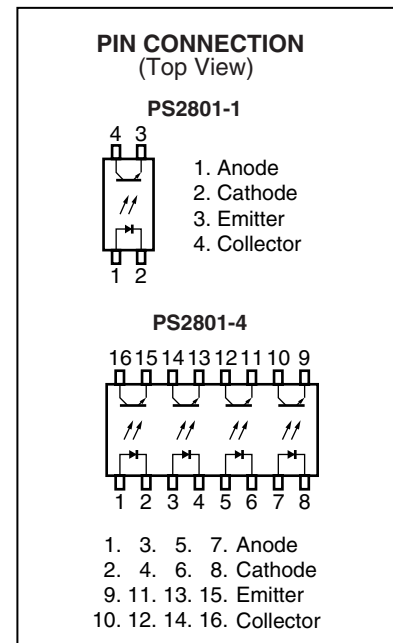 PIN CONNECTION
(Top View)
PS2801-1
4 3
1. Anode
2. Cathode
3. Emitter
4. Collector
1 2
PS2801-4
16 15 14 13 12 11 10 9
1 2 3 4 5 6 7 8
1. 3. 5. 7. Anode
2. 4. 6. 8. Cathode
9. 11. 13. 15. Emitter
10. 12. 14. 16. Collector